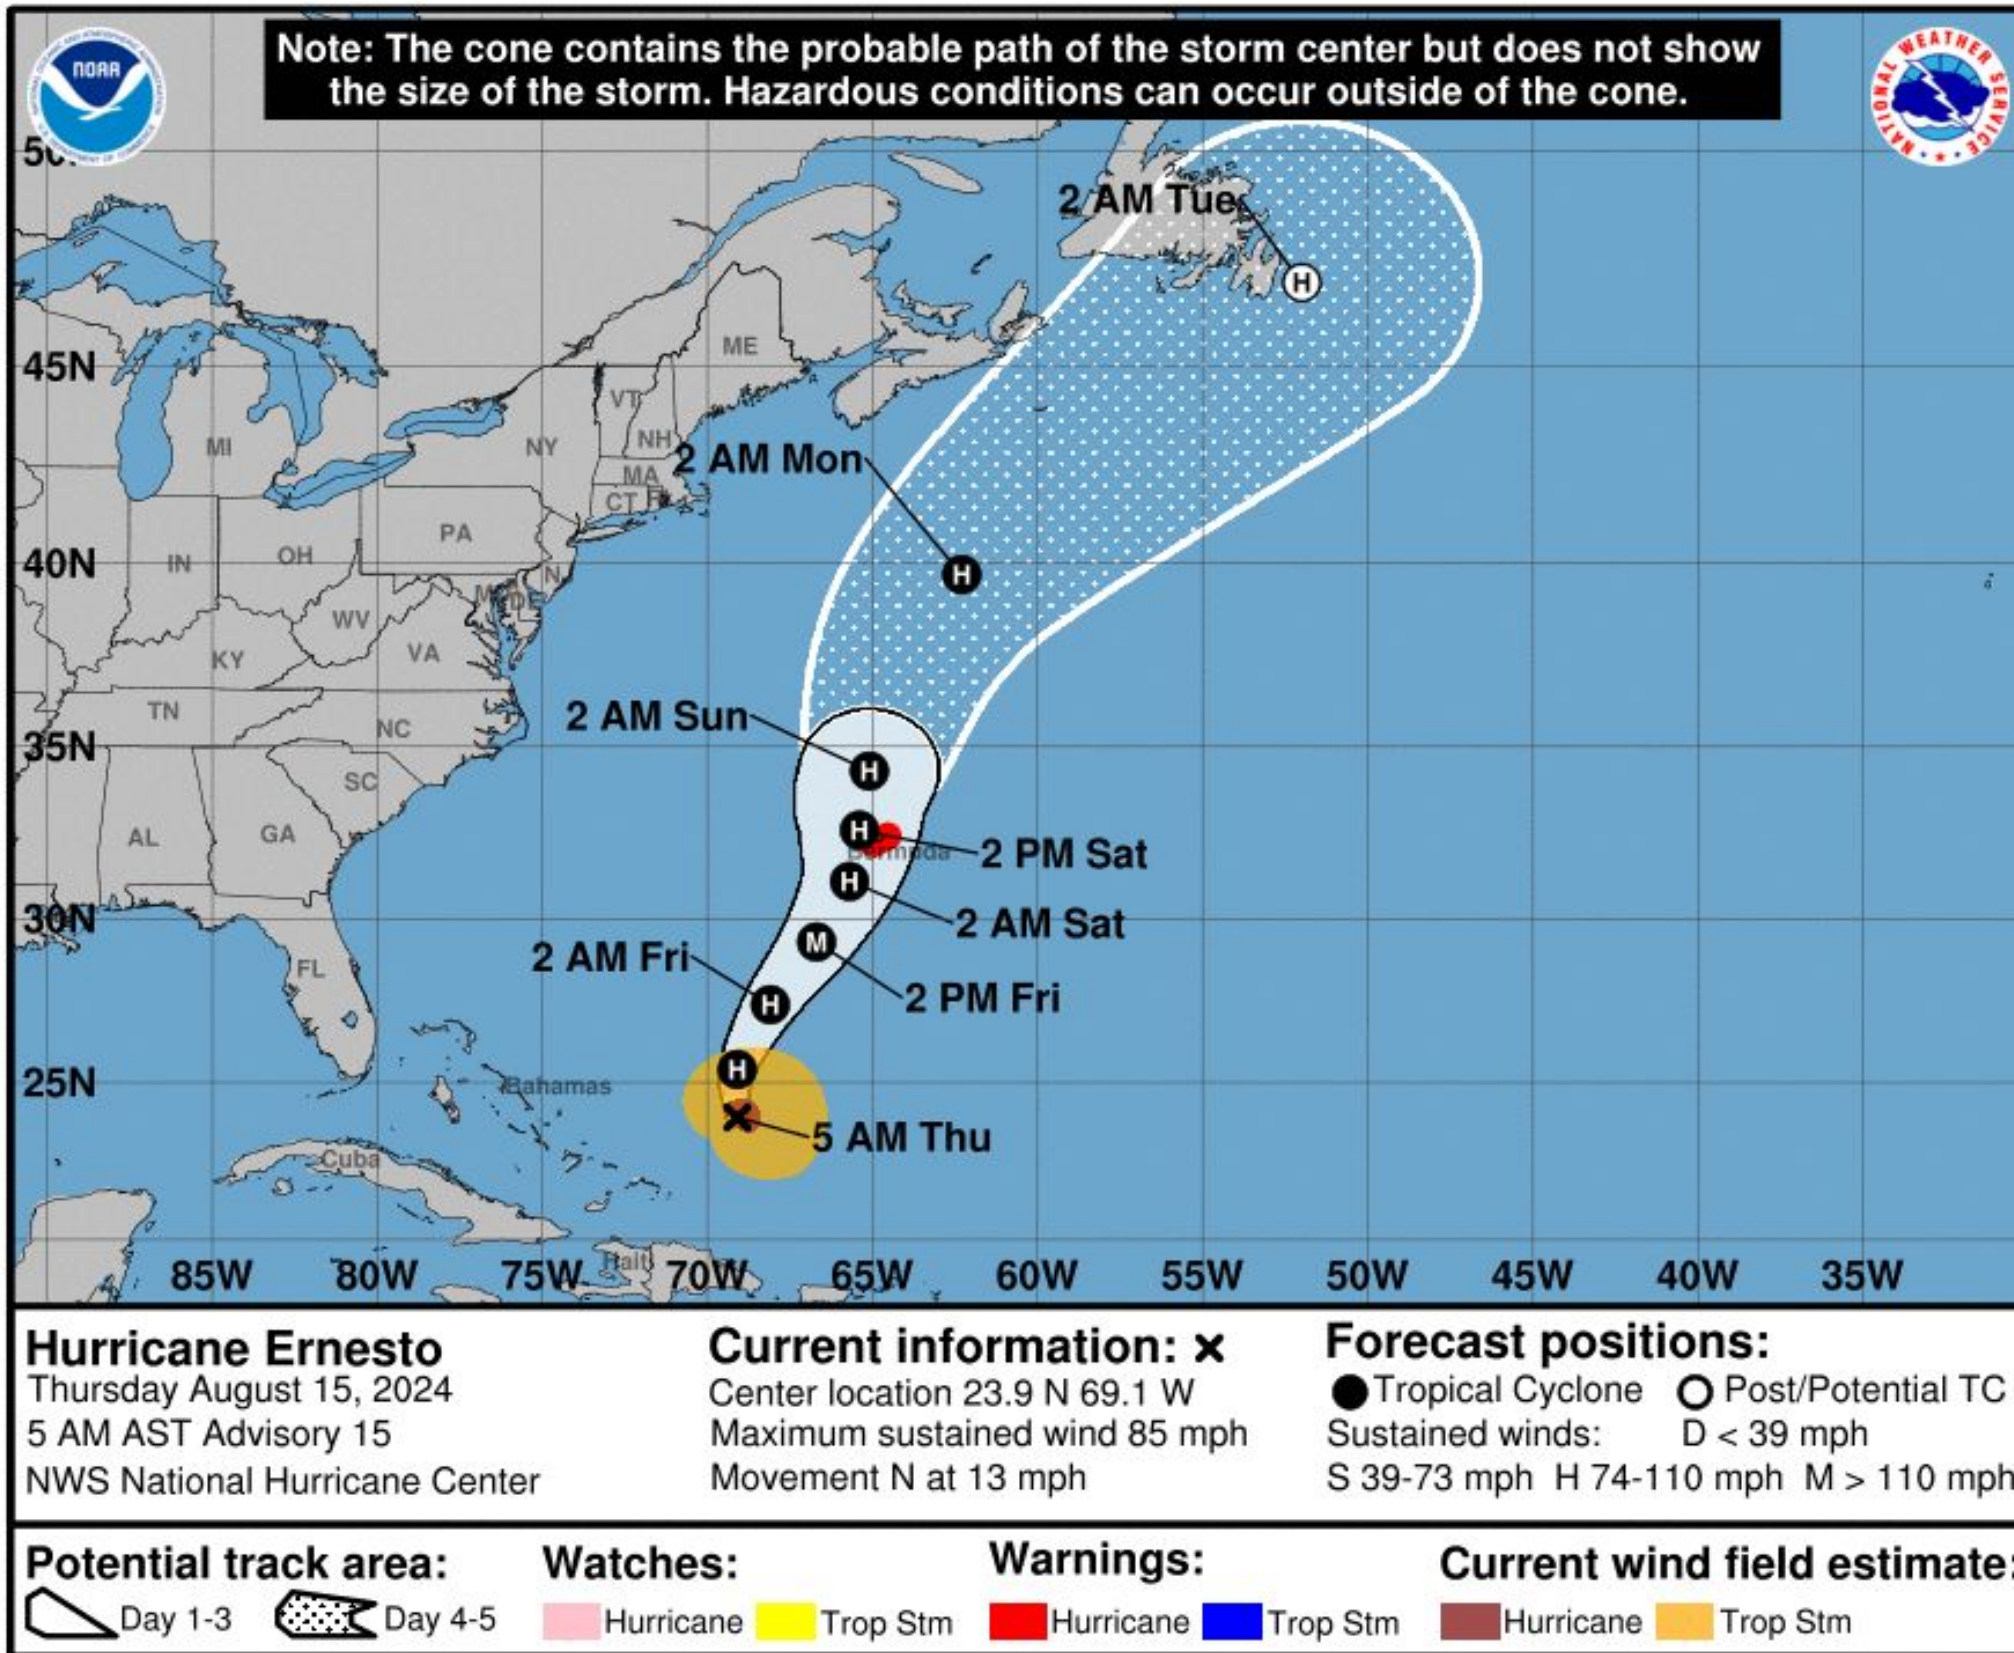 Note: The cone contains the probable path of the storm center but does not show
the size of the storm. Hazardous conditions can occur outside of the cone.
NOAA
NATIONAL WEATHER SERVICE
2 AM Tue
45N
ME
VT
NH
MI
NY
2 AM Mon
MA
CT
PA
40N
IN
OH
WV
DE
KY
VA
2 AM Sun
TN
NC
35N
SC
AL
GA
Bermuda
2 PM Sat
30N
2 AM Sat
2 AM Fri
FL
2 PM Fri
25N
Bahamas
5 AM Thu
Cuba
85W
80W
75W
70W
65W
60W
55W
50W
45W
40W
35W
Hurricane Ernesto
Thursday August 15, 2024
5 AM AST Advisory 15
NWS National Hurricane Center
Current information: x
Center location 23.9 N 69.1 W
Maximum sustained wind 85 mph
Movement N at 13 mph
Forecast positions:
Tropical Cyclone Post/Potential TC
Sustained winds: D < 39 mph
S 39-73 mph H 74-110 mph M > 110 mph
Potential track area:
Day 1-3 Day 4-5
Watches:
Hurricane Trop Stm
Warnings:
Hurricane Trop Stm
Current wind field estimate:
Hurricane Trop Stm